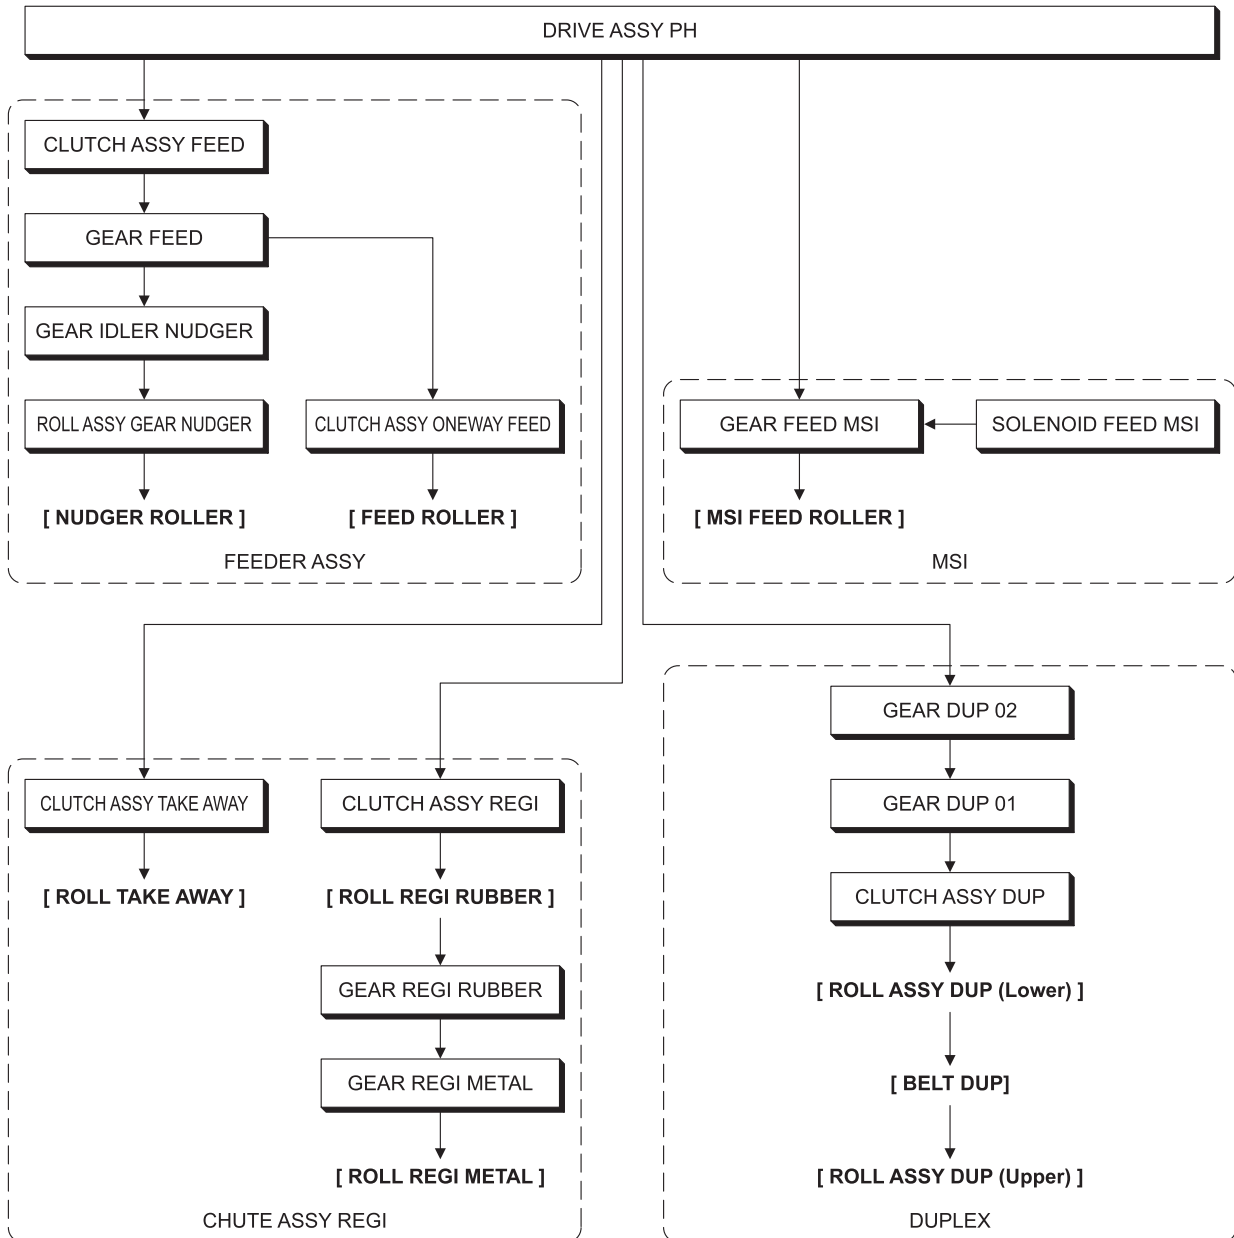 DRIVE ASSY PH
CLUTCH ASSY FEED
GEAR FEED
GEAR IDLER NUDGER
ROLL ASSY GEAR NUDGER
CLUTCH ASSY ONEWAY FEED
[ NUDGER ROLLER ]
[ FEED ROLLER ]
FEEDER ASSY
GEAR FEED MSI
SOLENOID FEED MSI
[ MSI FEED ROLLER ]
MSI
CLUTCH ASSY TAKE AWAY
CLUTCH ASSY REGI
[ ROLL TAKE AWAY ]
[ ROLL REGI RUBBER ]
GEAR REGI RUBBER
GEAR REGI METAL
[ ROLL REGI METAL ]
CHUTE ASSY REGI
GEAR DUP 02
GEAR DUP 01
CLUTCH ASSY DUP
[ ROLL ASSY DUP (Lower) ]
[ BELT DUP]
[ ROLL ASSY DUP (Upper) ]
DUPLEX